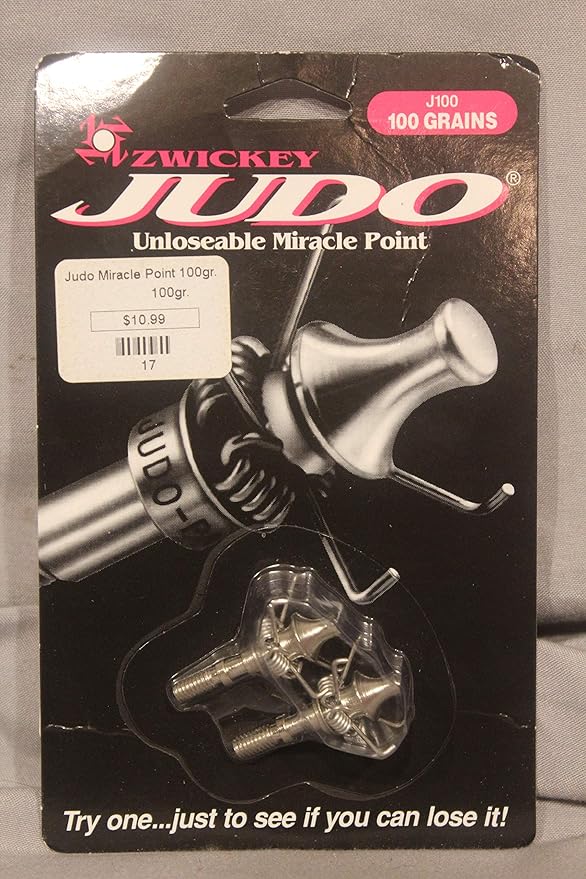 J100
100 GRAINS
ZWICKEY
JUDO®
Unloseable Miracle Point
Judo Miracle Point 100gr.
100gr.
$10.99
17
JUDO-P
Try one...just to see if you can lose it!